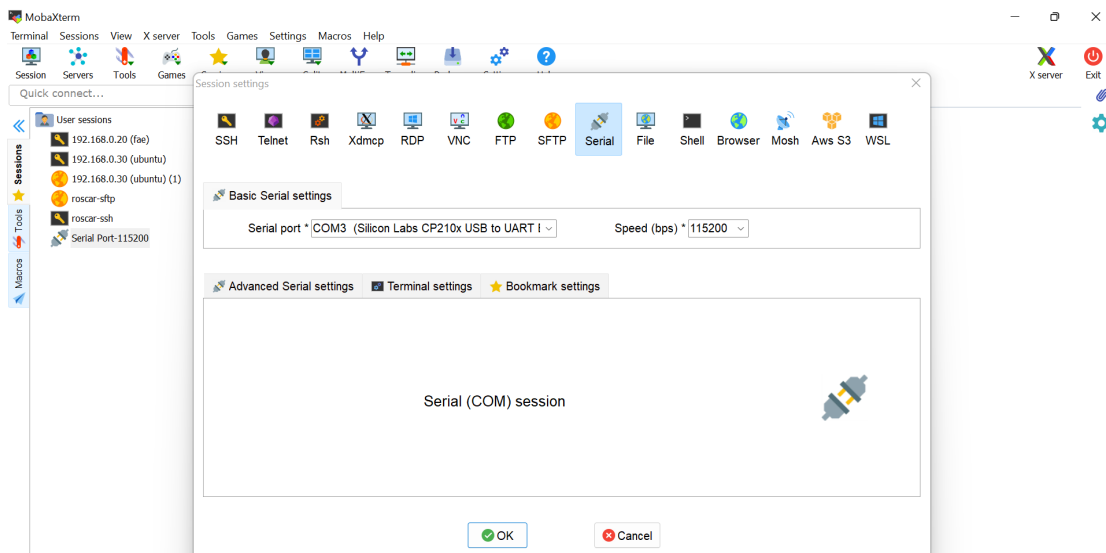 MobaXterm
Terminal Sessions View X server Tools Games Settings Macros Help
Session Servers Tools Games X server Exit
Quick connect...
Session settings
User sessions
192.168.0.20 (fae)
192.168.0.30 (ubuntu)
192.168.0.30 (ubuntu) (1)
roscar-sftp
roscar-ssh
Serial Port-115200
Sessions
Tools
Macros
SSH Telnet Rsh Xdmcp RDP VNC FTP SFTP Serial File Shell Browser Mosh Aws S3 WSL
Basic Serial settings
Serial port * COM3 (Silicon Labs CP210x USB to UART Speed (bps) * 115200
Advanced Serial settings Terminal settings Bookmark settings
Serial (COM) session
OK Cancel